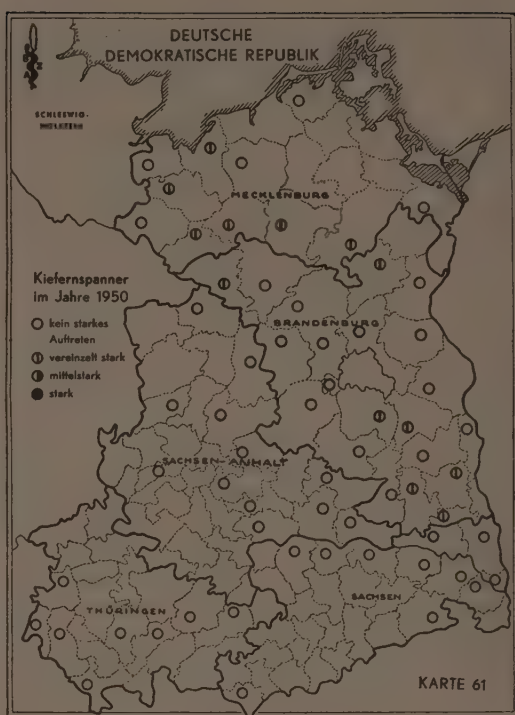 DEUTSCHE
DEMOKRATISCHE REPUBLIK
SCHLESWIG-
HOLSTEIN
MECKLENBURG
Kiefernspanner
im Jahre 1950
kein starkes
Auftreten
vereinzelt stark
mittelstark
stark
BRANDENBURG
SACHSEN-ANHALT
THÜRINGEN
SACHSEN
KARTE 61